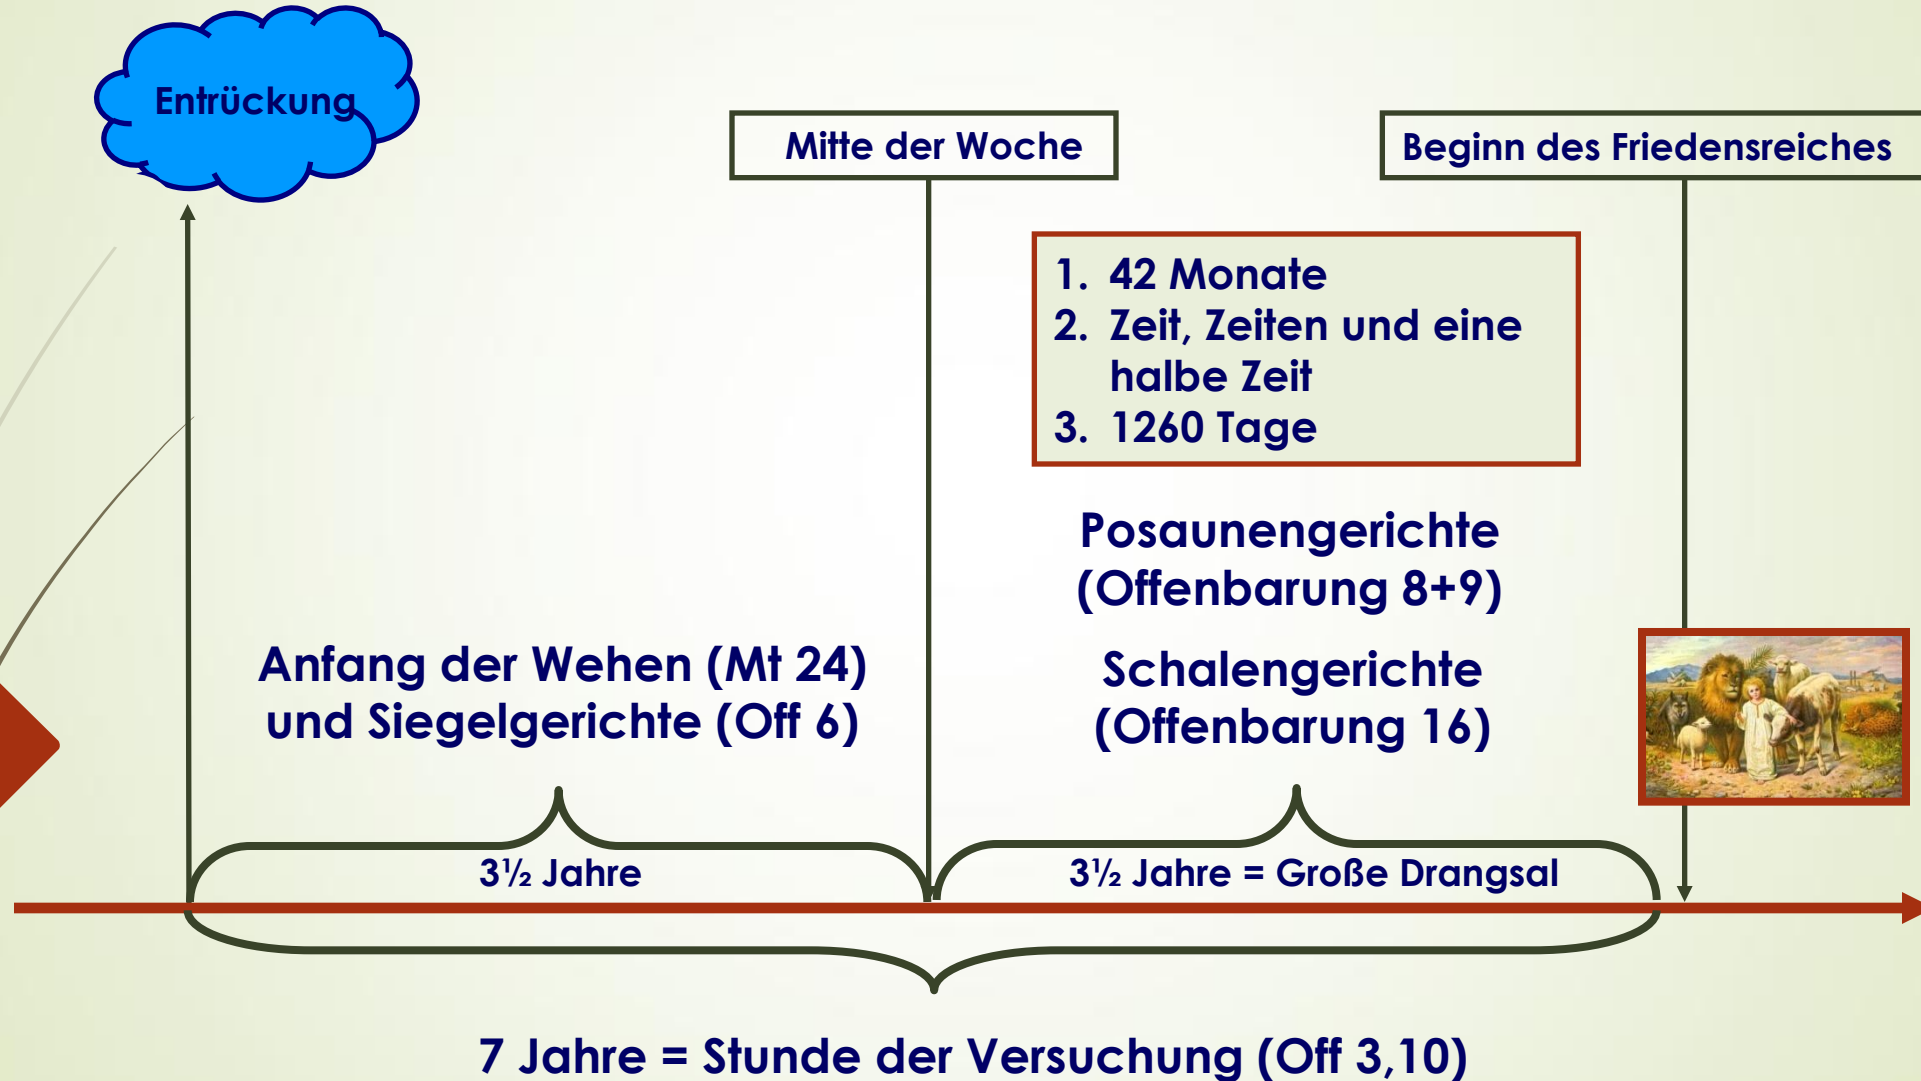 Entrückung
Mitte der Woche
Beginn des Friedensreiches
1. 42 Monate
2. Zeit, Zeiten und eine
halbe Zeit
3. 1260 Tage
Posaunengerichte
(Offenbarung 8+9)
Anfang der Wehen (Mt 24)
und Siegelgerichte (Off 6)
Schalengerichte
(Offenbarung 16)
3½ Jahre
3½ Jahre = Große Drangsal
7 Jahre = Stunde der Versuchung (Off 3,10)